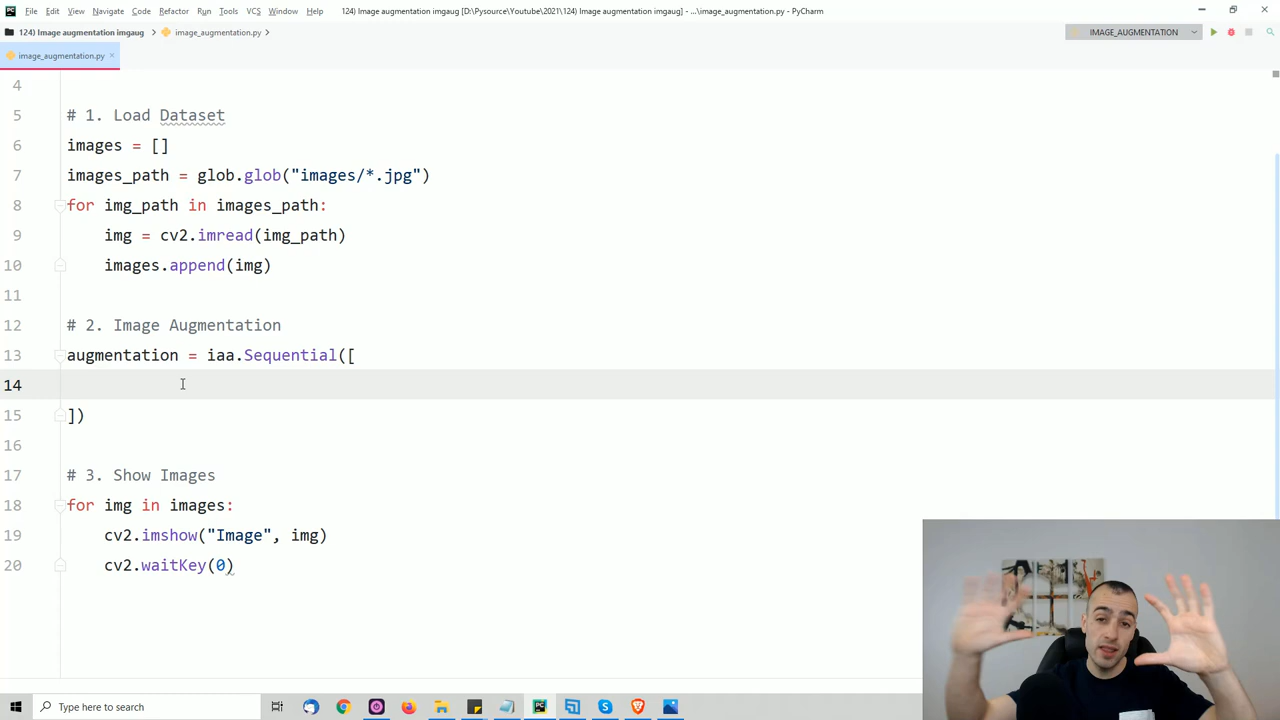 File Edit View Navigate Code Refactor Run Tools VCS Window Help 124) Image augmentation imgaug [D:\Pysource\Youtube\2021\124) Image augmentation imgaug] - ...\image_augmentation.py - PyCharm
124) Image augmentation imgaug image_augmentation.py IMAGE_AUGMENTATION
image_augmentation.py
4
5 # 1. Load Dataset
6 images = []
7 images_path = glob.glob("images/*.jpg")
8 for img_path in images_path:
9 img = cv2.imread(img_path)
10 images.append(img)
11
12 # 2. Image Augmentation
13 augmentation = iaa.Sequential([
14
15 ])
16
17 # 3. Show Images
18 for img in images:
19 cv2.imshow("Image", img)
20 cv2.waitKey(0)
Type here to search